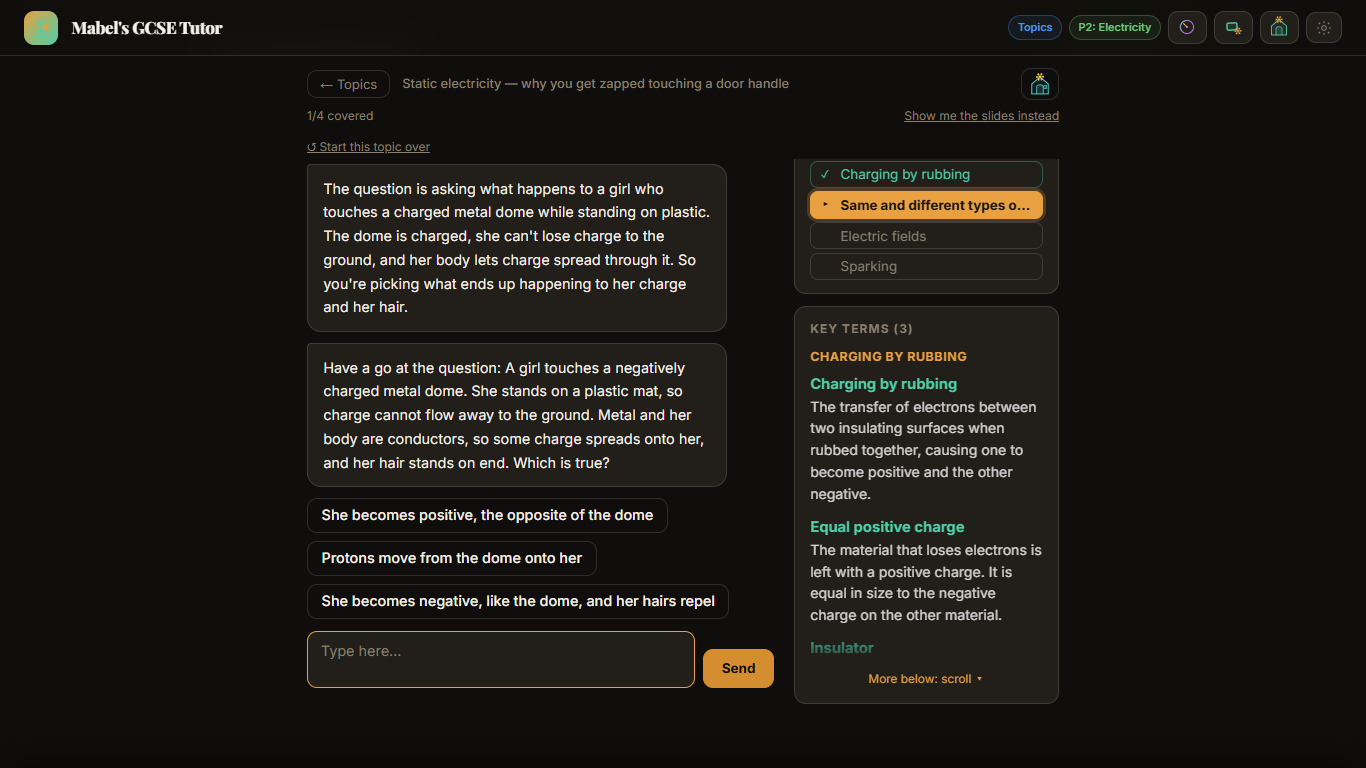 Mabel's GCSE Tutor
Topics
P2: Electricity
← Topics
Static electricity — why you get zapped touching a door handle
1/4 covered
Show me the slides instead
↺ Start this topic over
The question is asking what happens to a girl who
touches a charged metal dome while standing on plastic.
The dome is charged, she can't lose charge to the
ground, and her body lets charge spread through it. So
you're picking what ends up happening to her charge
and her hair.
Have a go at the question: A girl touches a negatively
charged metal dome. She stands on a plastic mat, so
charge cannot flow away to the ground. Metal and her
body are conductors, so some charge spreads onto her,
and her hair stands on end. Which is true?
She becomes positive, the opposite of the dome
Protons move from the dome onto her
She becomes negative, like the dome, and her hairs repel
Type here...
Send
✓ Charging by rubbing
‣ Same and different types o...
Electric fields
Sparking
KEY TERMS (3)
CHARGING BY RUBBING
Charging by rubbing
The transfer of electrons between
two insulating surfaces when
rubbed together, causing one to
become positive and the other
negative.
Equal positive charge
The material that loses electrons is
left with a positive charge. It is
equal in size to the negative
charge on the other material.
Insulator
More below: scroll ▾